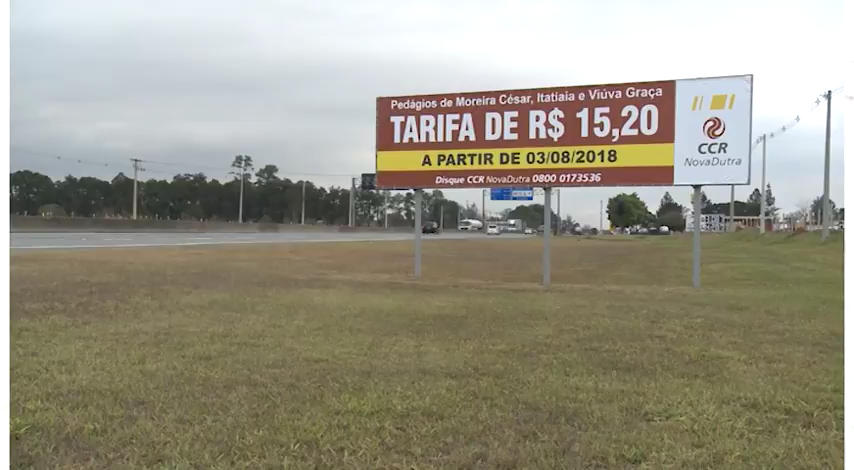 Pedágios de Moreira César, Itatiaia e Viúva Graça
TARIFA DE R$ 15,20
A PARTIR DE 03/08/2018
Disque CCR NovaDutra 0800 0173536
CCR
NovaDutra